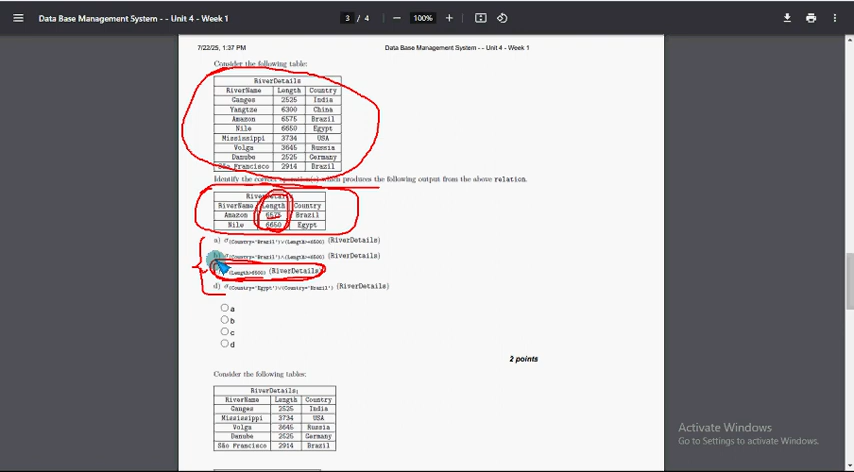 Data Base Management System - - Unit 4 - Week 1
3 / 4
100%
7/22/25, 1:37 PM
Data Base Management System - - Unit 4 - Week 1
Consider the following table:
RiverDetails
RiverName Length Country
Ganges 2525 India
Yangtze 6300 China
Amazon 6575 Brazil
Nile 6650 Egypt
Mississippi 3734 USA
Volga 3645 Russia
Danube 2525 Germany
São Francisco 2914 Brazil
Identify the correct operation(s) which produces the following output from the above relation.
RiverDetails
RiverName Length Country
Amazon 6575 Brazil
Nile 6650 Egypt
a) σ(Country='Brazil')∨(Length>=6500) (RiverDetails)
b) σ(Country='Brazil')∧(Length>=6500) (RiverDetails)
(Length>6500) (RiverDetails)
d) σ(Country='Egypt')∨(Country='Brazil') (RiverDetails)
a
b
c
d
2 points
Consider the following tables:
RiverDetails1
RiverName Length Country
Ganges 2525 India
Mississippi 3734 USA
Volga 3645 Russia
Danube 2525 Germany
São Francisco 2914 Brazil
Activate Windows
Go to Settings to activate Windows.